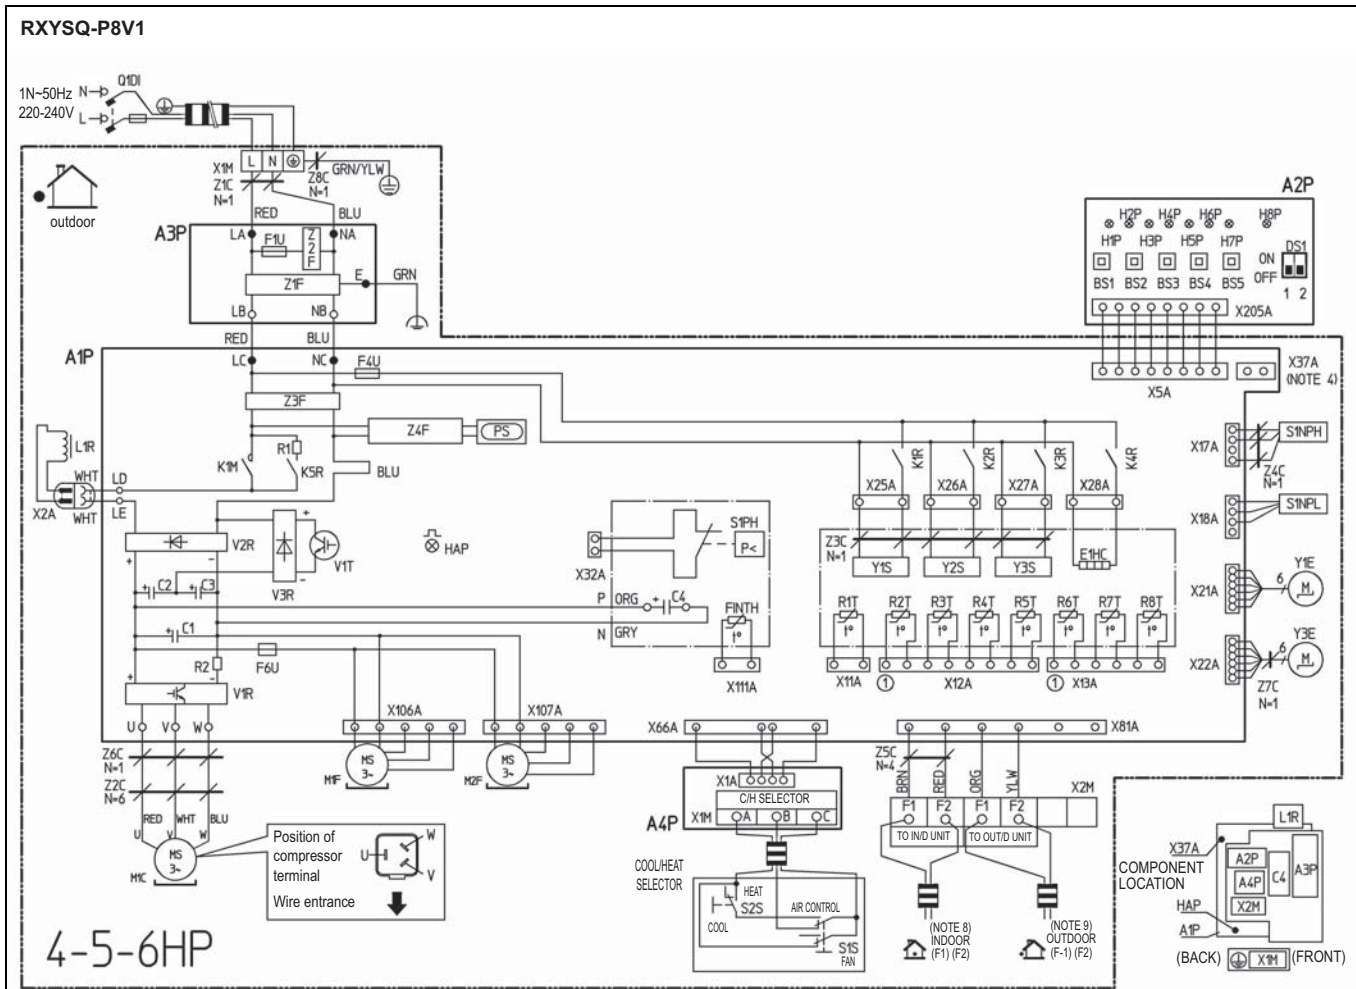 RXYSQ-P8V1
1N~50Hz
220-240V
N
L
Q1DI
outdoor
X1M
L N
Z1C
N=1
Z8C
N=1
GRN/YLW
RED
BLU
A3P
LA
NA
F1U
Z2F
Z1F
E
GRN
LB
NB
RED
BLU
A2P
H2P H4P H6P H8P
H1P H3P H5P H7P
BS1 BS2 BS3 BS4 BS5
DS1
ON
OFF
1 2
X205A
X5A
X37A
(NOTE 4)
A1P
LC
NC
F4U
Z3F
Z4F
PS
R1
K1M
K5R
BLU
L1R
WHT
LD
X2A
WHT
LE
V2R
+ -
V1T
+
-
V3R
HAP
C2
C3
C1
R2
F6U
V1R
+ -
U V W
K1R K2R K3R K4R
X25A X26A X27A X28A
Z3C
N=1
Y1S Y2S Y3S
E1HC
R1T R2T R3T R4T R5T R6T R7T R8T
t° t° t° t° t° t° t° t°
X11A
1
X12A
1
X13A
S1PH
P<
X32A
P ORG
C4
N GRY
FINTH
t°
X111A
X17A
S1NPH
Z4C
N=1
X18A
S1NPL
X21A
6
Y1E
M
X22A
6
Y3E
M
Z7C
N=1
X106A
X107A
MS
3~
M1F
MS
3~
M2F
Z6C
N=1
Z2C
N=6
RED WHT BLU
U V W
MS
3~
M1C
Position of
compressor
terminal
Wire entrance
U
W
V
X66A
X1A
C/H SELECTOR
X1M
A B C
A4P
COOL/HEAT
SELECTOR
HEAT
S2S
COOL
AIR CONTROL
S1S
FAN
X81A
Z5C
N=4
BRN RED ORG YLW
X2M
F1 F2 F1 F2
TO IN/D UNIT
TO OUT/D UNIT
(NOTE 8)
INDOOR
(F1) (F2)
(NOTE 9)
OUTDOOR
(F-1) (F2)
L1R
X37A
COMPONENT
LOCATION
A2P
A4P
C4
A3P
X2M
HAP
A1P
(BACK)
X1M
(FRONT)
4-5-6HP